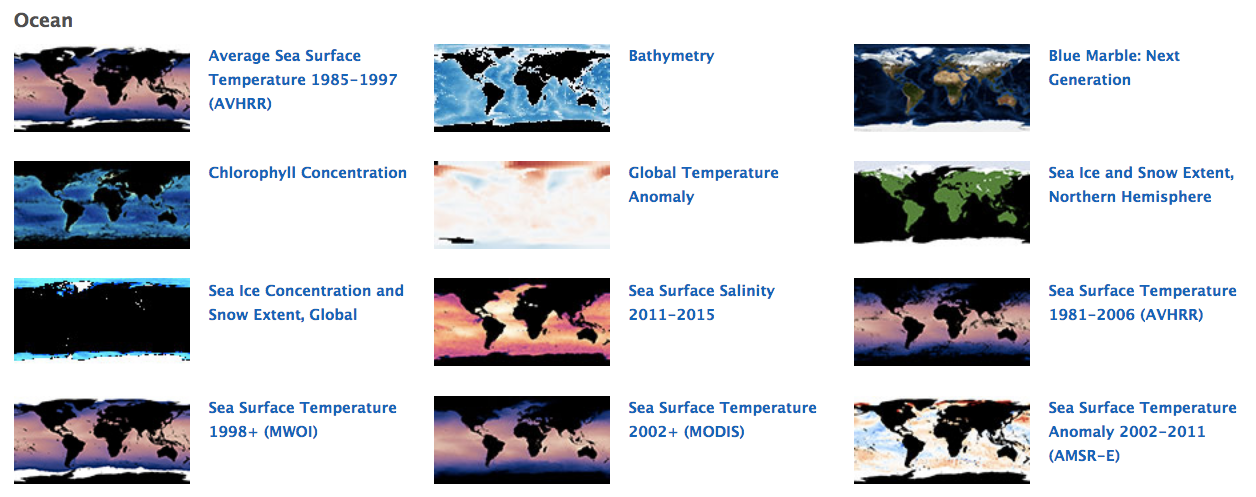 Ocean
Average Sea Surface
Temperature 1985-1997
(AVHRR)
Bathymetry
Blue Marble: Next
Generation
Chlorophyll Concentration
Global Temperature
Anomaly
Sea Ice and Snow Extent,
Northern Hemisphere
Sea Ice Concentration and
Snow Extent, Global
Sea Surface Salinity
2011-2015
Sea Surface Temperature
1981-2006 (AVHRR)
Sea Surface Temperature
1998+ (MWOI)
Sea Surface Temperature
2002+ (MODIS)
Sea Surface Temperature
Anomaly 2002-2011
(AMSR-E)